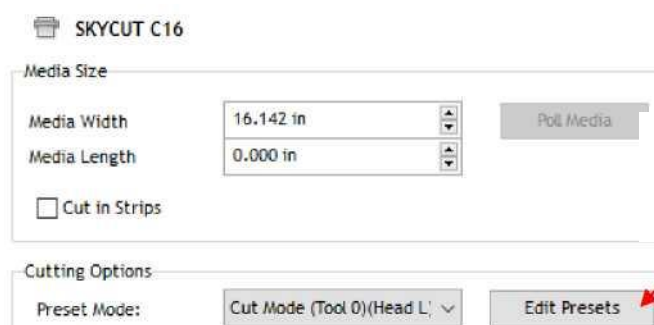 SKYCUT C16
Media Size
Media Width 16.142 in Poll Media
Media Length 0.000 in
Cut in Strips
Cutting Options
Preset Mode: Cut Mode (Tool 0)(Head L) Edit Presets